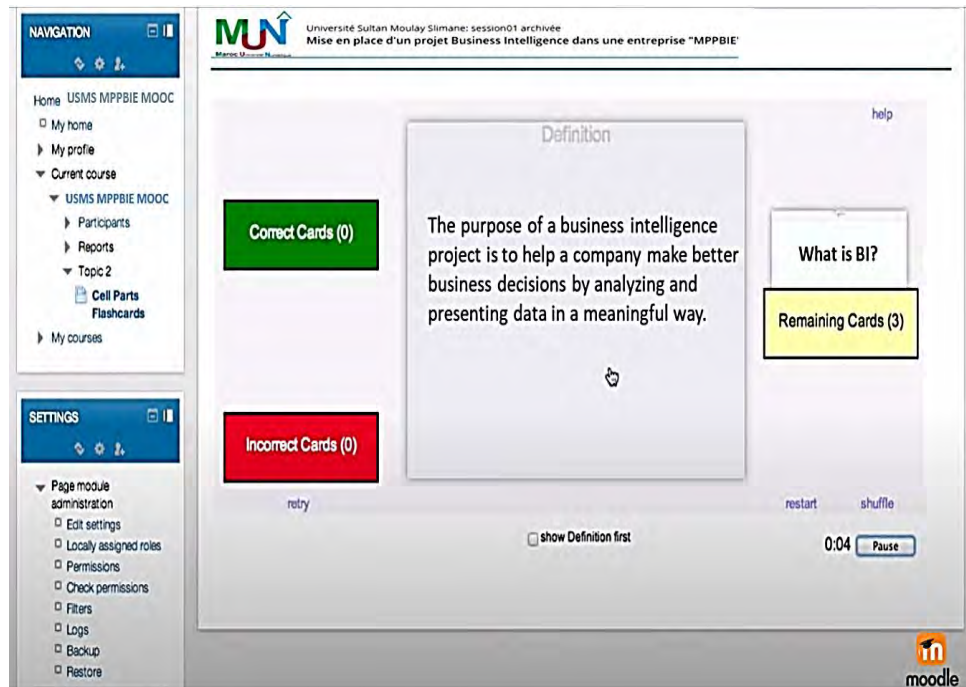 NAVIGATION
Home USMS MPPBIE MOOC
My home
My profile
Current course
USMS MPPBIE MOOC
Participants
Reports
Topic 2
Cell Parts
Flashcards
My courses
SETTINGS
Page module
administration
Edit settings
Locally assigned roles
Permissions
Check permissions
Filters
Logs
Backup
Restore
MUN
Maroc Université Numérique
Université Sultan Moulay Slimane: session01 archivée
Mise en place d'un projet Business Intelligence dans une entreprise "MPPBIE'
help
Correct Cards (0)
Incorrect Cards (0)
retry
Definition
The purpose of a business intelligence
project is to help a company make better
business decisions by analyzing and
presenting data in a meaningful way.
show Definition first
What is BI?
Remaining Cards (3)
restart shuffle
0:04 Pause
moodle